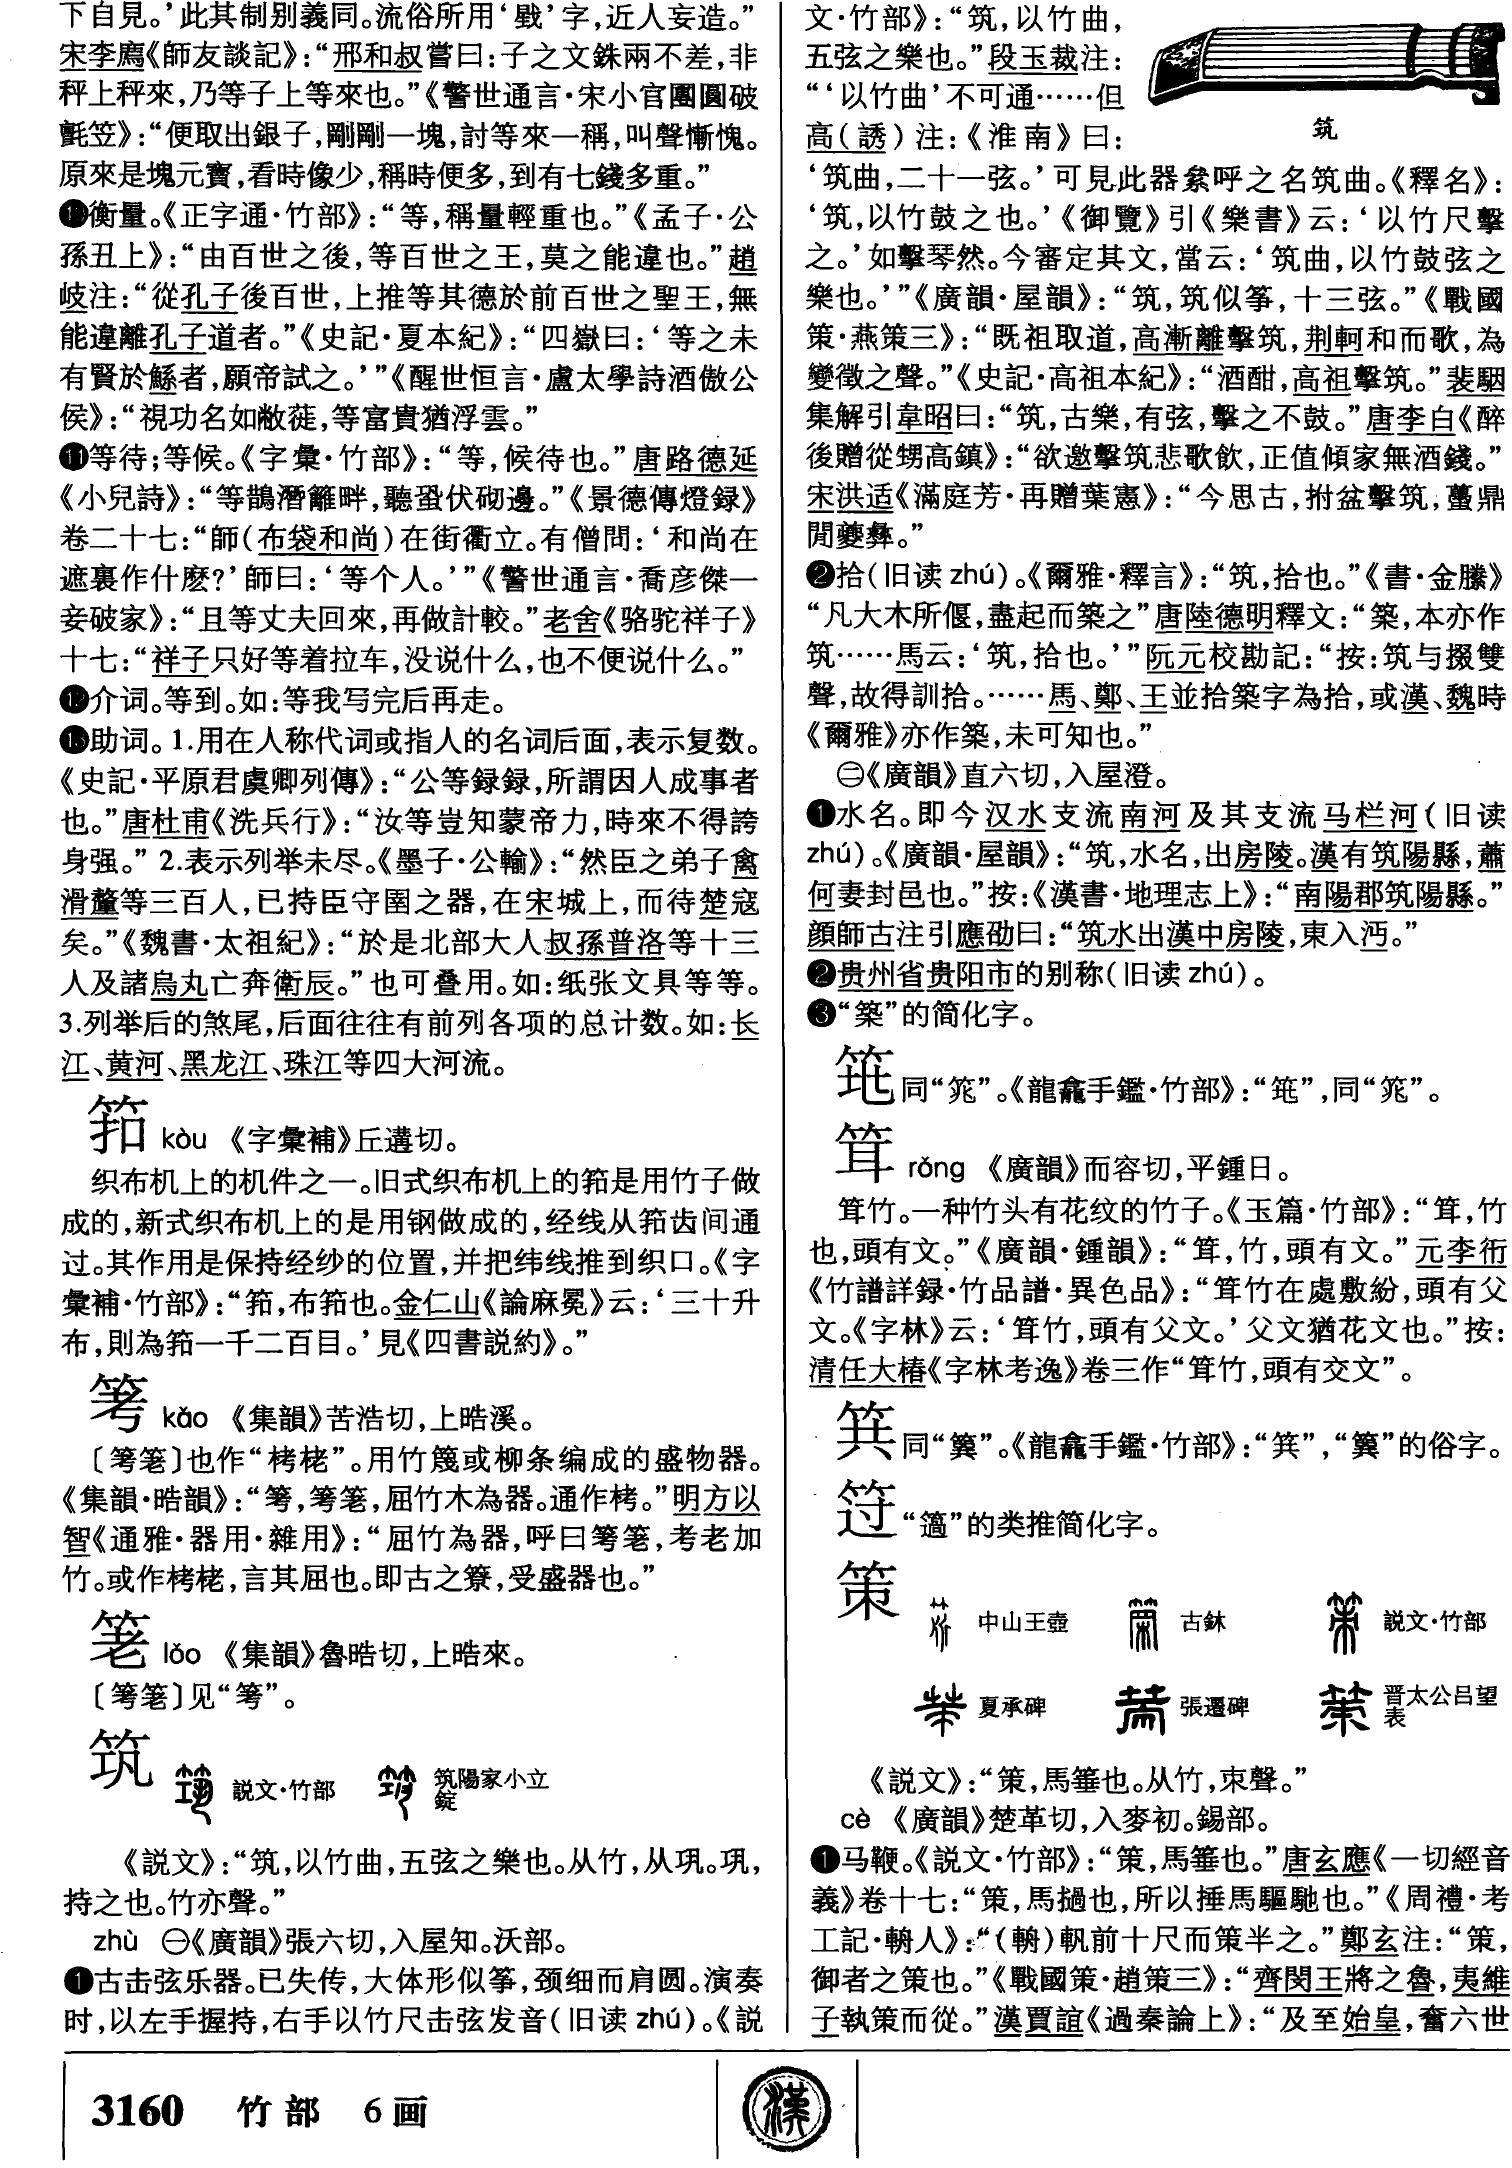 下自見。’此其制别義同。流俗所用‘戥’字，近人妄造。”
宋李廌《師友談記》：“邢和叔嘗曰：子之文銖兩不差，非
秤上秤來，乃等子上等來也。”《警世通言·宋小官團圓破
氈笠》：“便取出銀子，剛剛一塊，討等來一稱，叫聲慚愧。
原來是塊元寶，看時像少，稱時便多，到有七錢多重。”
❿衡量。《正字通·竹部》：“等，稱量輕重也。”《孟子·公
孫丑上》：“由百世之後，等百世之王，莫之能違也。”趙
岐注：“從孔子後百世，上推等其德於前百世之聖王，無
能違離孔子道者。”《史記·夏本紀》：“四嶽曰：‘等之未
有賢於鯀者，願帝試之。’”《醒世恒言·盧太學詩酒傲公
侯》：“視功名如敝蓰，等富貴猶浮雲。”
⓫等待；等候。《字彙·竹部》：“等，候待也。”唐路德延
《小兒詩》：“等鵲潛籬畔，聽蛩伏砌邊。”《景德傳燈録》
卷二十七：“師（布袋和尚）在街衢立。有僧問：‘和尚在
遮裏作什麽？’師曰：‘等个人。’”《警世通言·喬彦傑一
妾破家》：“且等丈夫回來，再做計較。”老舍《骆驼祥子》
十七：“祥子只好等着拉车，没说什么，也不便说什么。”
⓬介词。等到。如：等我写完后再走。
⓭助词。1.用在人称代词或指人的名词后面，表示复数。
《史記·平原君虞卿列傳》：“公等録録，所謂因人成事者
也。”唐杜甫《洗兵行》：“汝等豈知蒙帝力，時來不得誇
身强。” 2.表示列举未尽。《墨子·公輸》：“然臣之弟子禽
滑釐等三百人，已持臣守圉之器，在宋城上，而待楚寇
矣。”《魏書·太祖紀》：“於是北部大人叔孫普洛等十三
人及諸烏丸亡奔衛辰。”也可叠用。如：纸张文具等等。
3.列举后的煞尾，后面往往有前列各项的总计数。如：长
江、黄河、黑龙江、珠江等四大河流。
筘 kòu 《字彙補》丘遘切。
织布机上的机件之一。旧式织布机上的筘是用竹子做
成的，新式织布机上的是用钢做成的，经线从筘齿间通
过。其作用是保持经纱的位置，并把纬线推到织口。《字
彙補·竹部》：“筘，布筘也。金仁山《論麻冕》云：‘三十升
布，則為筘一千二百目。’見《四書説約》。”
筹 kǎo 《集韻》苦浩切，上晧溪。
〔䇴䇭〕也作“栲栳”。用竹篾或柳条编成的盛物器。
《集韻·晧韻》：“䇴，䇴䇭，屈竹木為器。通作栲。”明方以
智《通雅·器用·雜用》：“屈竹為器，呼曰䇴䇭，考老加
竹。或作栲栳，言其屈也。即古之䉼，受盛器也。”
䇭 lǎo 《集韻》魯晧切，上晧來。
〔䇴䇭〕见“䇴”。
筑 説文·竹部 筑陽家小立錠
《説文》：“筑，以竹曲，五弦之樂也。从竹，从巩。巩，
持之也。竹亦聲。”
zhù ㊀《廣韻》張六切，入屋知。沃部。
❶古击弦乐器。已失传，大体形似筝，颈细而肩圆。演奏
时，以左手握持，右手以竹尺击弦发音（旧读zhú）。《説
文·竹部》：“筑，以竹曲，
五弦之樂也。”段玉裁注：
“‘以竹曲’不可通……但
高（誘）注：《淮南》曰：
筑
‘筑曲，二十一弦。’可見此器絫呼之名筑曲。《釋名》：
‘筑，以竹鼓之也。’《御覽》引《樂書》云：‘以竹尺擊
之。’如擊琴然。今審定其文，當云：‘筑曲，以竹鼓弦之
樂也。’”《廣韻·屋韻》：“筑，筑似筝，十三弦。”《戰國
策·燕策三》：“既祖取道，高漸離擊筑，荆軻和而歌，為
變徵之聲。”《史記·高祖本紀》：“酒酣，高祖擊筑。”裴駰
集解引韋昭曰：“筑，古樂，有弦，擊之不鼓。”唐李白《醉
後贈從甥高鎮》：“欲邀擊筑悲歌飲，正值傾家無酒錢。”
宋洪适《滿庭芳·再贈葉憲》：“今思古，拊盆擊筑，蠆鼎
閒夔彝。”
❷拾（旧读zhú）。《爾雅·釋言》：“筑，拾也。”《書·金縢》
“凡大木所偃，盡起而築之”唐陸德明釋文：“築，本亦作
筑……馬云：‘筑，拾也。’”阮元校勘記：“按：筑与掇雙
聲，故得訓拾。……馬、鄭、王並拾築字為拾，或漢、魏時
《爾雅》亦作築，未可知也。”
㊁《廣韻》直六切，入屋澄。
❶水名。即今汉水支流南河及其支流马栏河（旧读
zhú）。《廣韻·屋韻》：“筑，水名，出房陵。漢有筑陽縣，蕭
何妻封邑也。”按：《漢書·地理志上》：“南陽郡筑陽縣。”
顔師古注引應劭曰：“筑水出漢中房陵，東入沔。”
❷贵州省贵阳市的别称（旧读zhú）。
❸“築”的简化字。
同“筄”。《龍龕手鑑·竹部》：“”，同“筄”。
筓 rǒng 《廣韻》而容切，平鍾日。
茸竹。一种竹头有花纹的竹子。《玉篇·竹部》：“䇯，竹
也，頭有文。”《廣韻·鍾韻》：“䇯，竹，頭有文。”元李衎
《竹譜詳録·竹品譜·異色品》：“䇯竹在處敷紛，頭有父
文。《字林》云：‘䇯竹，頭有父文。’父文猶花文也。”按：
清任大椿《字林考逸》卷三作“䇯竹，頭有交文”。
同“簨”。《龍龕手鑑·竹部》：“”，“簨”的俗字。
“薖”的类推简化字。
策 中山王壺 古鉥 説文·竹部
夏承碑 張遷碑 晋太公吕望表
《説文》：“策，馬箠也。从竹，朿聲。”
cè 《廣韻》楚革切，入麥初。錫部。
❶马鞭。《説文·竹部》：“策，馬箠也。”唐玄應《一切經音
義》卷十七：“策，馬撾也，所以捶馬驅馳也。”《周禮·考
工記·輈人》：“（輈）軓前十尺而策半之。”鄭玄注：“策，
御者之策也。”《戰國策·趙策三》：“齊閔王將之魯，夷維
子執策而從。”漢賈誼《過秦論上》：“及至始皇，奮六世
3160 竹部 6画
漢